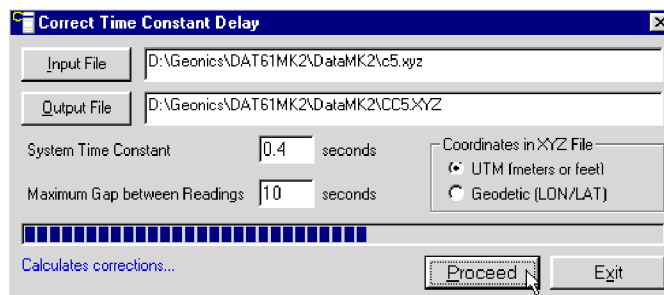 Correct Time Constant Delay
Input File D:\Geonics\DAT61MK2\DataMK2\c5.xyz
Output File D:\Geonics\DAT61MK2\DataMK2\CC5.XYZ
System Time Constant 0.4 seconds
Coordinates in XYZ File
UTM (meters or feet)
Maximum Gap between Readings 10 seconds
Geodetic (LON/LAT)
Calculates corrections...
Proceed Exit